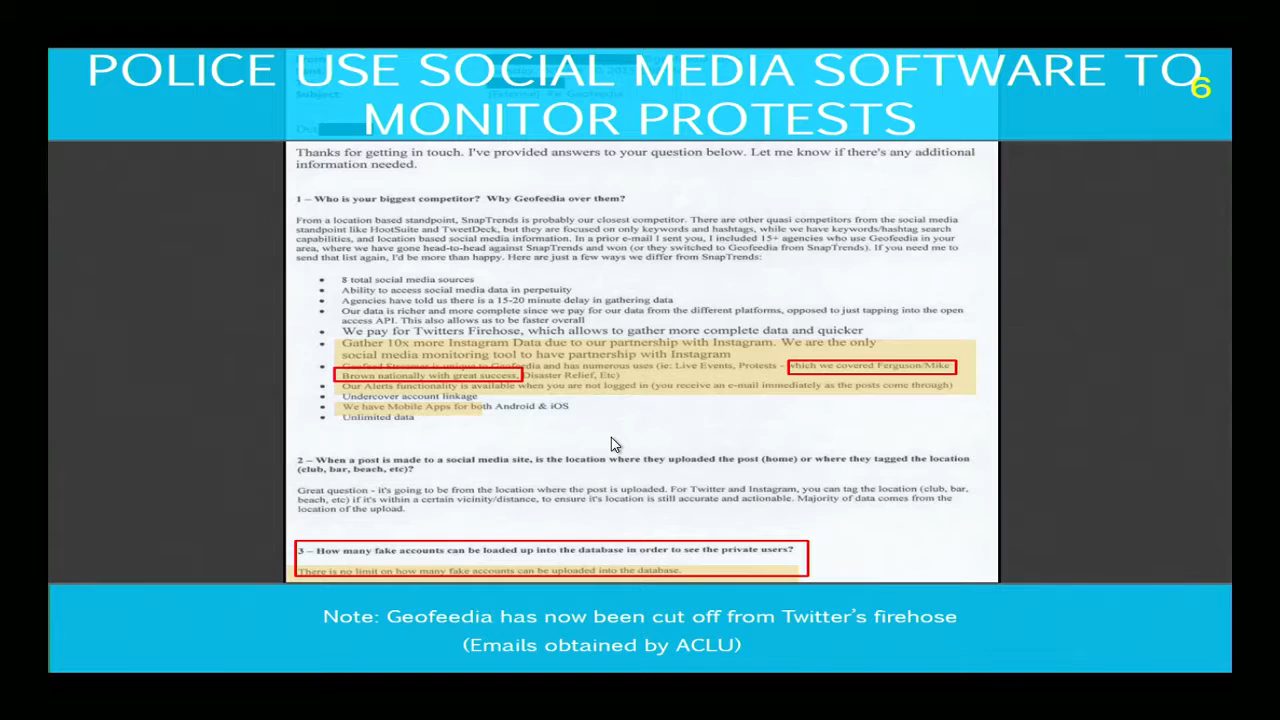 POLICE USE SOCIAL MEDIA SOFTWARE TO
6
MONITOR PROTESTS
Subject:
Thanks for getting in touch. I've provided answers to your question below. Let me know if there's any additional
information needed.
1 – Who is your biggest competitor? Why Geofeedia over them?
From a location based standpoint, SnapTrends is probably our closest competitor. There are other quasi competitors from the social media
standpoint like HootSuite and TweetDeck, but they are focused on only keywords and hashtags, while we have keywords/hashtag search
capabilities, and location based social media information. In a prior e-mail I sent you, I included 15+ agencies who use Geofeedia in your
area, where we have gone head-to-head against SnapTrends and won (or they switched to Geofeedia from SnapTrends). If you need me to
send that list again, I'd be more than happy. Here are just a few ways we differ from SnapTrends:
• 8 total social media sources
• Ability to access social media data in perpetuity
• Agencies have told us there is a 15-20 minute delay in gathering data
• Our data is richer and more complete since we pay for our data from the different platforms, opposed to just tapping into the open
access API. This also allows us to be faster overall
• We pay for Twitters Firehose, which allows to gather more complete data and quicker
• Gather 10x more Instagram Data due to our partnership with Instagram. We are the only
social media monitoring tool to have partnership with Instagram
• Geofeed Streamer is unique to Geofeedia and has numerous uses (ie: Live Events, Protests - which we covered Ferguson/Mike
Brown nationally with great success, Disaster Relief, Etc)
• Our Alerts functionality is available when you are not logged in (you receive an e-mail immediately as the posts come through)
• Undercover account linkage
• We have Mobile Apps for both Android & iOS
• Unlimited data
2 – When a post is made to a social media site, is the location where they uploaded the post (home) or where they tagged the location
(club, bar, beach, etc)?
Great question - it's going to be from the location where the post is uploaded. For Twitter and Instagram, you can tag the location (club, bar,
beach, etc) if it's within a certain vicinity/distance, to ensure it's location is still accurate and actionable. Majority of data comes from the
location of the upload.
3 – How many fake accounts can be loaded up into the database in order to see the private users?
There is no limit on how many fake accounts can be uploaded into the database.
Note: Geofeedia has now been cut off from Twitter's firehose
(Emails obtained by ACLU)